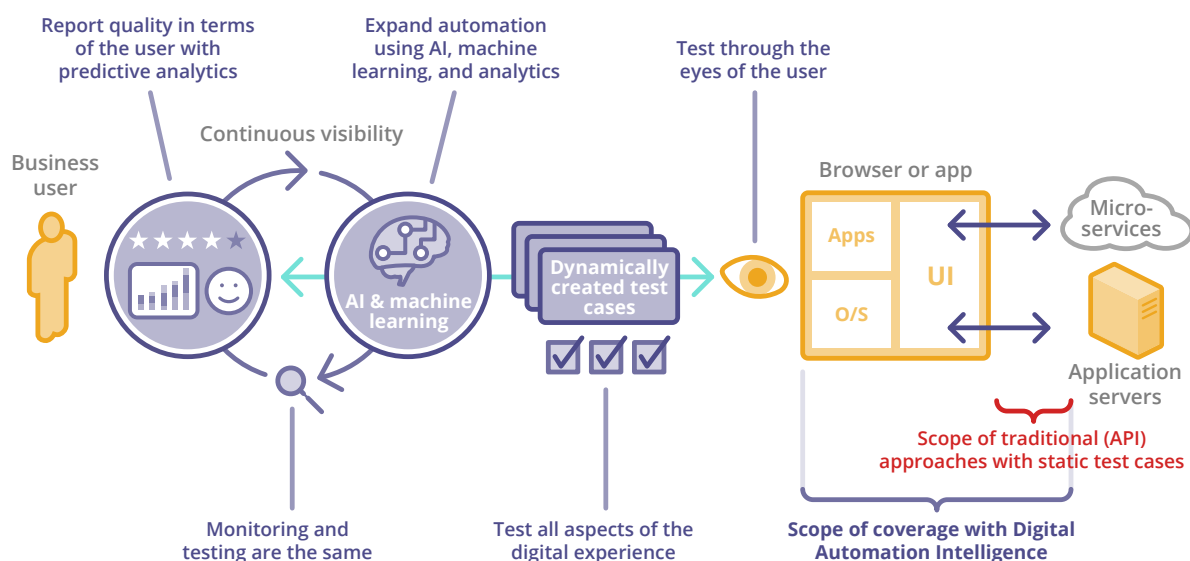 Report quality in terms
of the user with
predictive analytics
Expand automation
using AI, machine
learning, and analytics
Test through the
eyes of the user
Continuous visibility
Business
user
Browser or app
Apps
O/S
UI
Micro-
services
AI & machine
learning
Dynamically
created test
cases
Application
servers
Scope of traditional (API)
approaches with static test cases
Monitoring and
testing are the same
Test all aspects of the
digital experience
Scope of coverage with Digital
Automation Intelligence